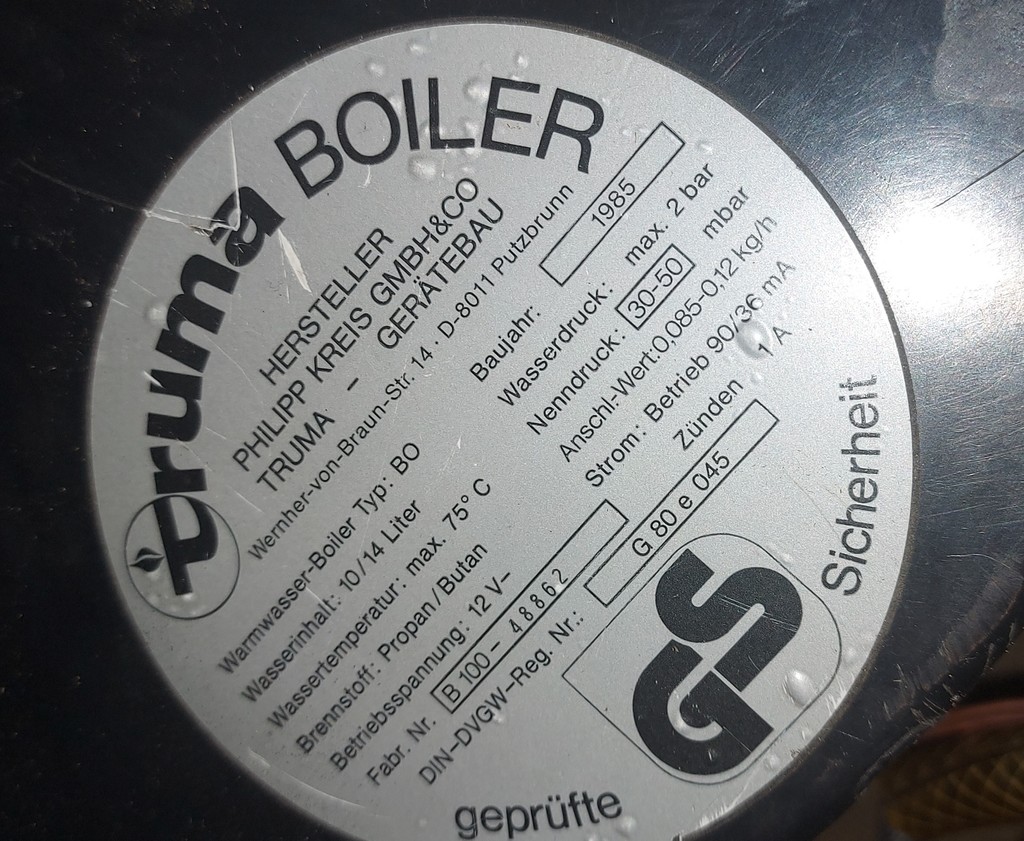 truma BOILER
HERSTELLER
PHILIPP KREIS GMBH&CO
TRUMA - GERÄTEBAU
Wernher-von-Braun-Str. 14 · D-8011 Putzbrunn
Warmwasser-Boiler Typ: BO
Wasserinhalt: 10/14 Liter
Wassertemperatur: max. 75° C
Brennstoff: Propan/Butan
Betriebsspannung: 12 V-
Fabr. Nr. B 100 - 48862
DIN-DVGW-Reg. Nr.: G 80 e 045
Baujahr: 1985
Wasserdruck: max. 2 bar
Nenndruck: 30-50 mbar
Anschl-Wert: 0,085-0,12 kg/h
Strom: Betrieb 90/36 mA
Zünden 1 A
GS
geprüfte
Sicherheit